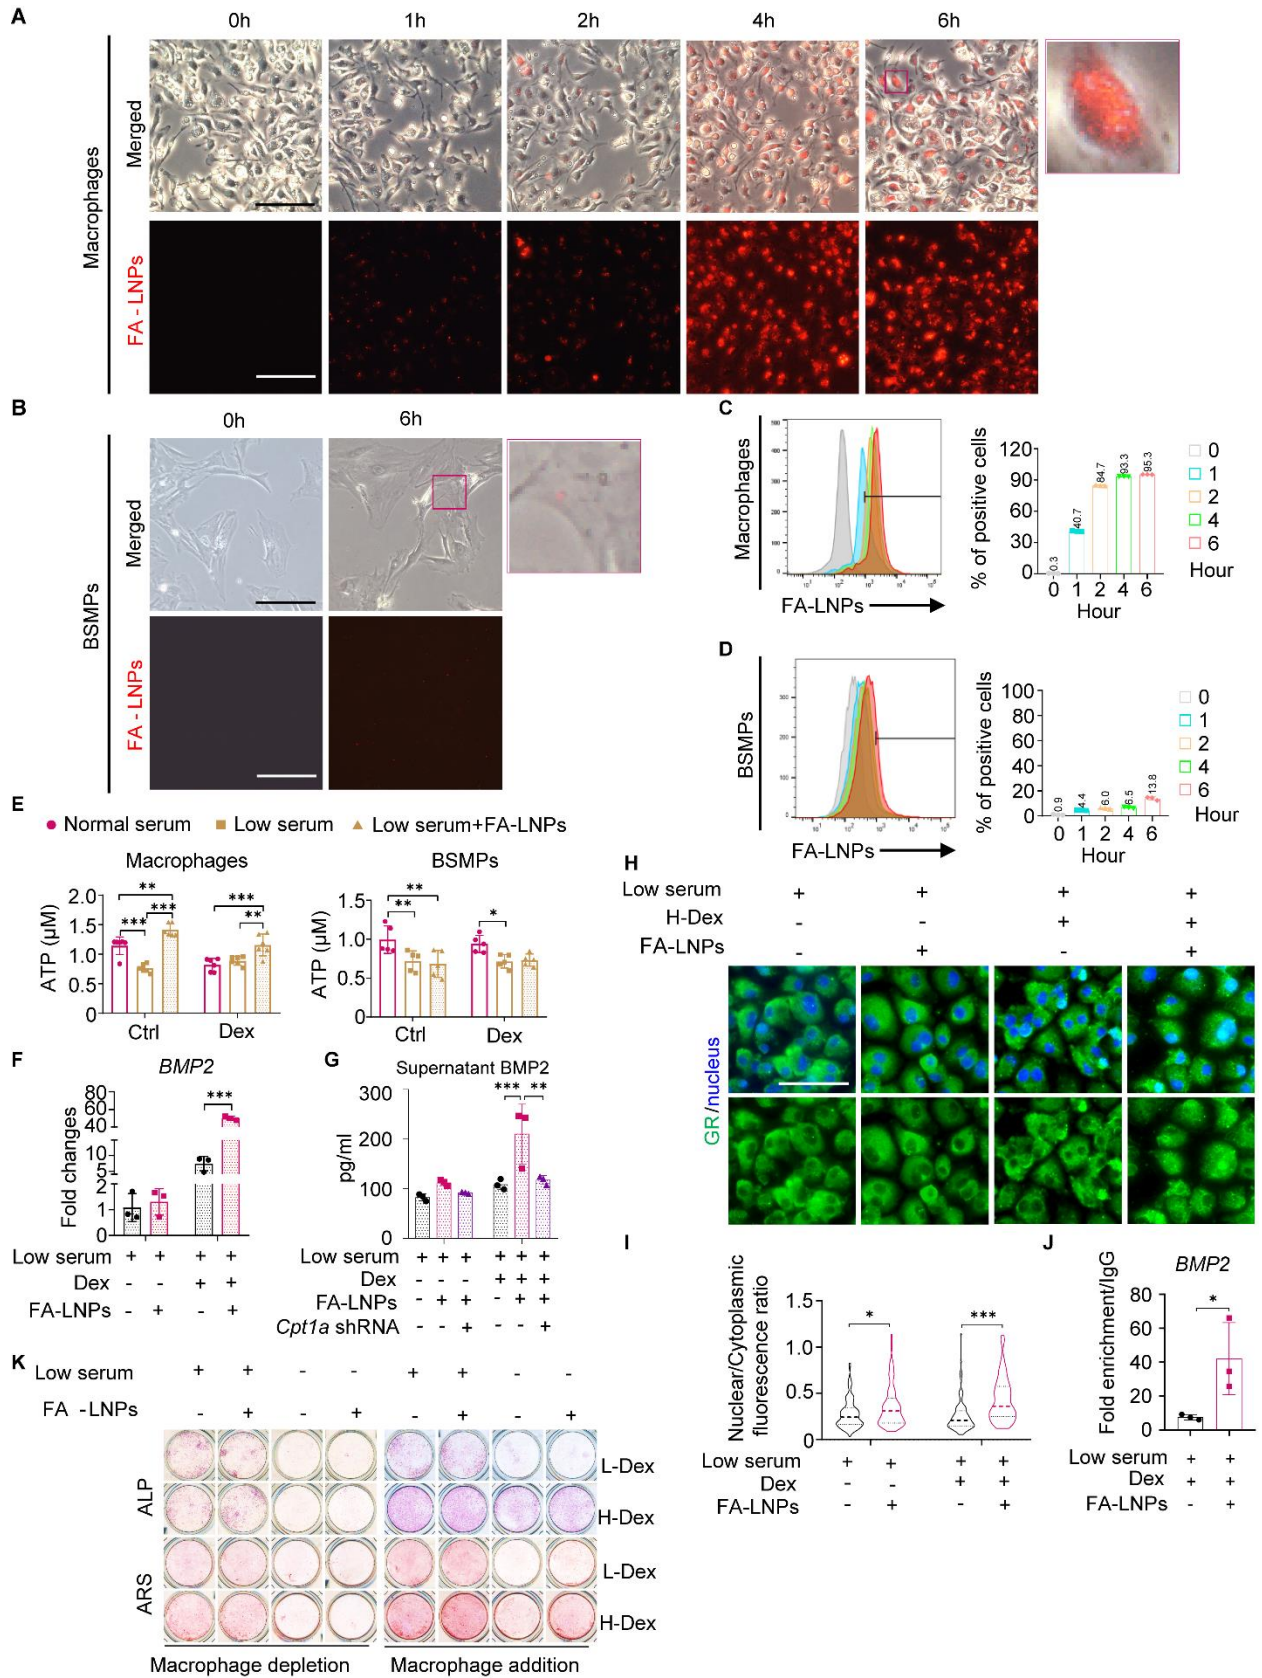 A
0h 1h 2h 4h 6h
Macrophages
Merged
FA - LNPs
B
0h 6h
BSMPs
Merged
FA - LNPs
C
Macrophages
500
400
300
200
100
0
FA-LNPs
% of positive cells
120
90
60
30
0
0.3 40.7 84.7 93.3 95.3
0 1 2 4 6
Hour
0
1
2
4
6
Hour
D
BSMPs
300
200
100
0
FA-LNPs
% of positive cells
100
80
60
40
20
0
0.9 4.4 6.0 6.5 13.8
0 1 2 4 6
Hour
0
1
2
4
6
Hour
E
Normal serum Low serum Low serum+FA-LNPs
Macrophages
ATP (μM)
2.0
1.5
1.0
0.5
0
** *** *** *** **
Ctrl Dex
BSMPs
ATP (μM)
1.5
1.0
0.5
0
** ** *
Ctrl Dex
F
BMP2
Fold changes
80
60
40
10
5
2
1
0
***
Low serum + + + +
Dex - - + +
FA-LNPs - + - +
G
Supernatant BMP2
pg/ml
300
200
100
0
*** **
Low serum + + + + + +
Dex - - - + + +
FA-LNPs - + + - + +
Cpt1a shRNA - - + - - +
H
Low serum + + + +
H-Dex - - + +
FA-LNPs - + - +
GR/nucleus
I
Nuclear/Cytoplasmic
fluorescence ratio
1.5
1.0
0.5
0
* ***
Low serum + + + +
Dex - - + +
FA-LNPs - + - +
J
BMP2
Fold enrichment/IgG
80
60
40
20
0
*
Low serum + +
Dex + +
FA-LNPs - +
K
Low serum + + - - + + - -
FA -LNPs - + - + - + - +
ALP
L-Dex
H-Dex
ARS
L-Dex
H-Dex
Macrophage depletion Macrophage addition